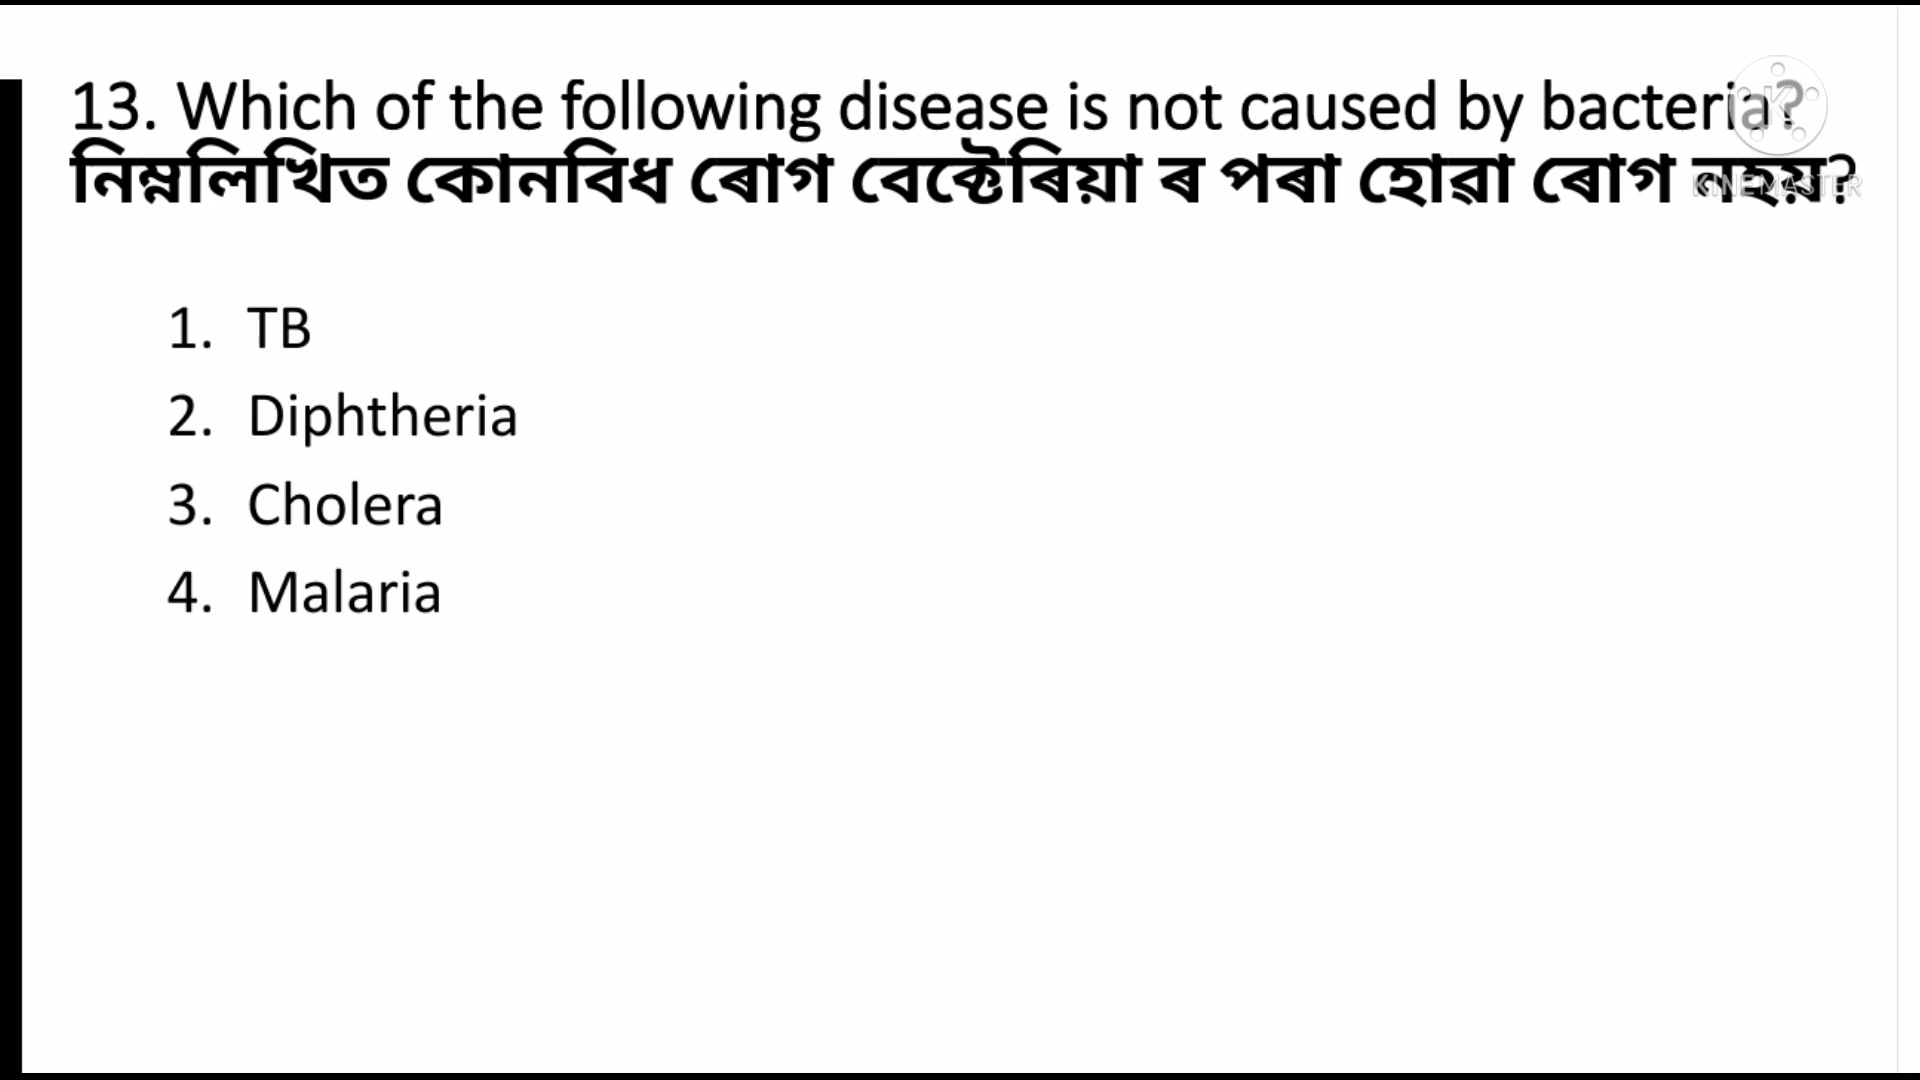 13. Which of the following disease is not caused by bacteria?
নিম্নলিখিত কোনবিধ ৰোগ বেক্টেৰিয়া ৰ পৰা হোৱা ৰোগ নহয়?
KINEMASTER
1. TB
2. Diphtheria
3. Cholera
4. Malaria